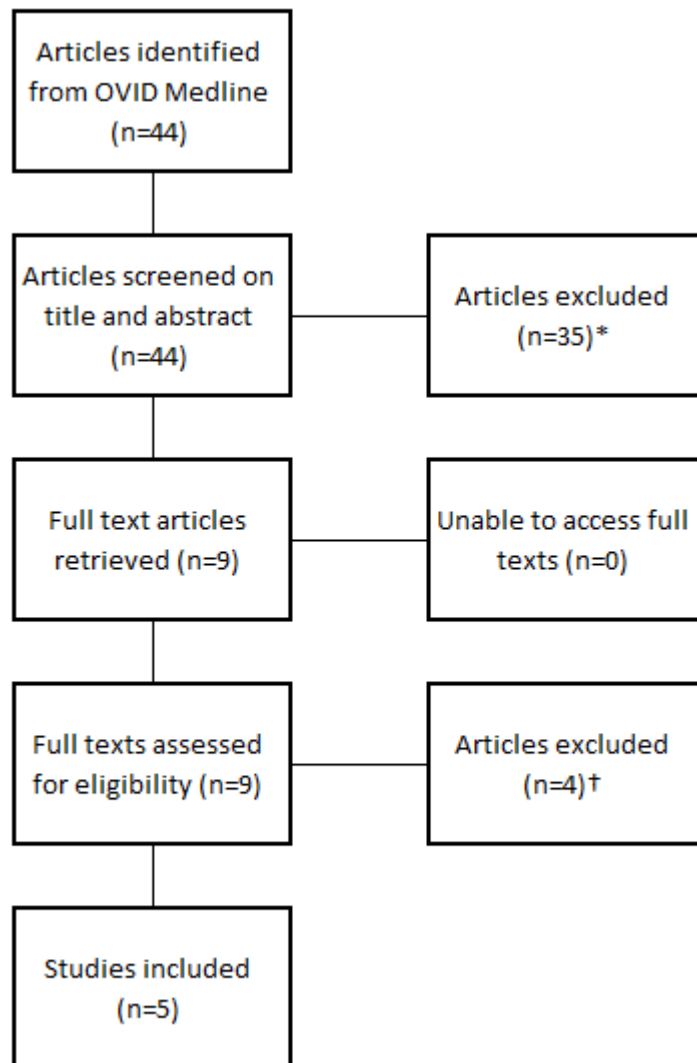 Articles identified
from OVID Medline
(n=44)
Articles screened on
title and abstract
(n=44)
Articles excluded
(n=35)*
Full text articles
retrieved (n=9)
Unable to access full
texts (n=0)
Full texts assessed
for eligibility (n=9)
Articles excluded
(n=4)†
Studies included
(n=5)